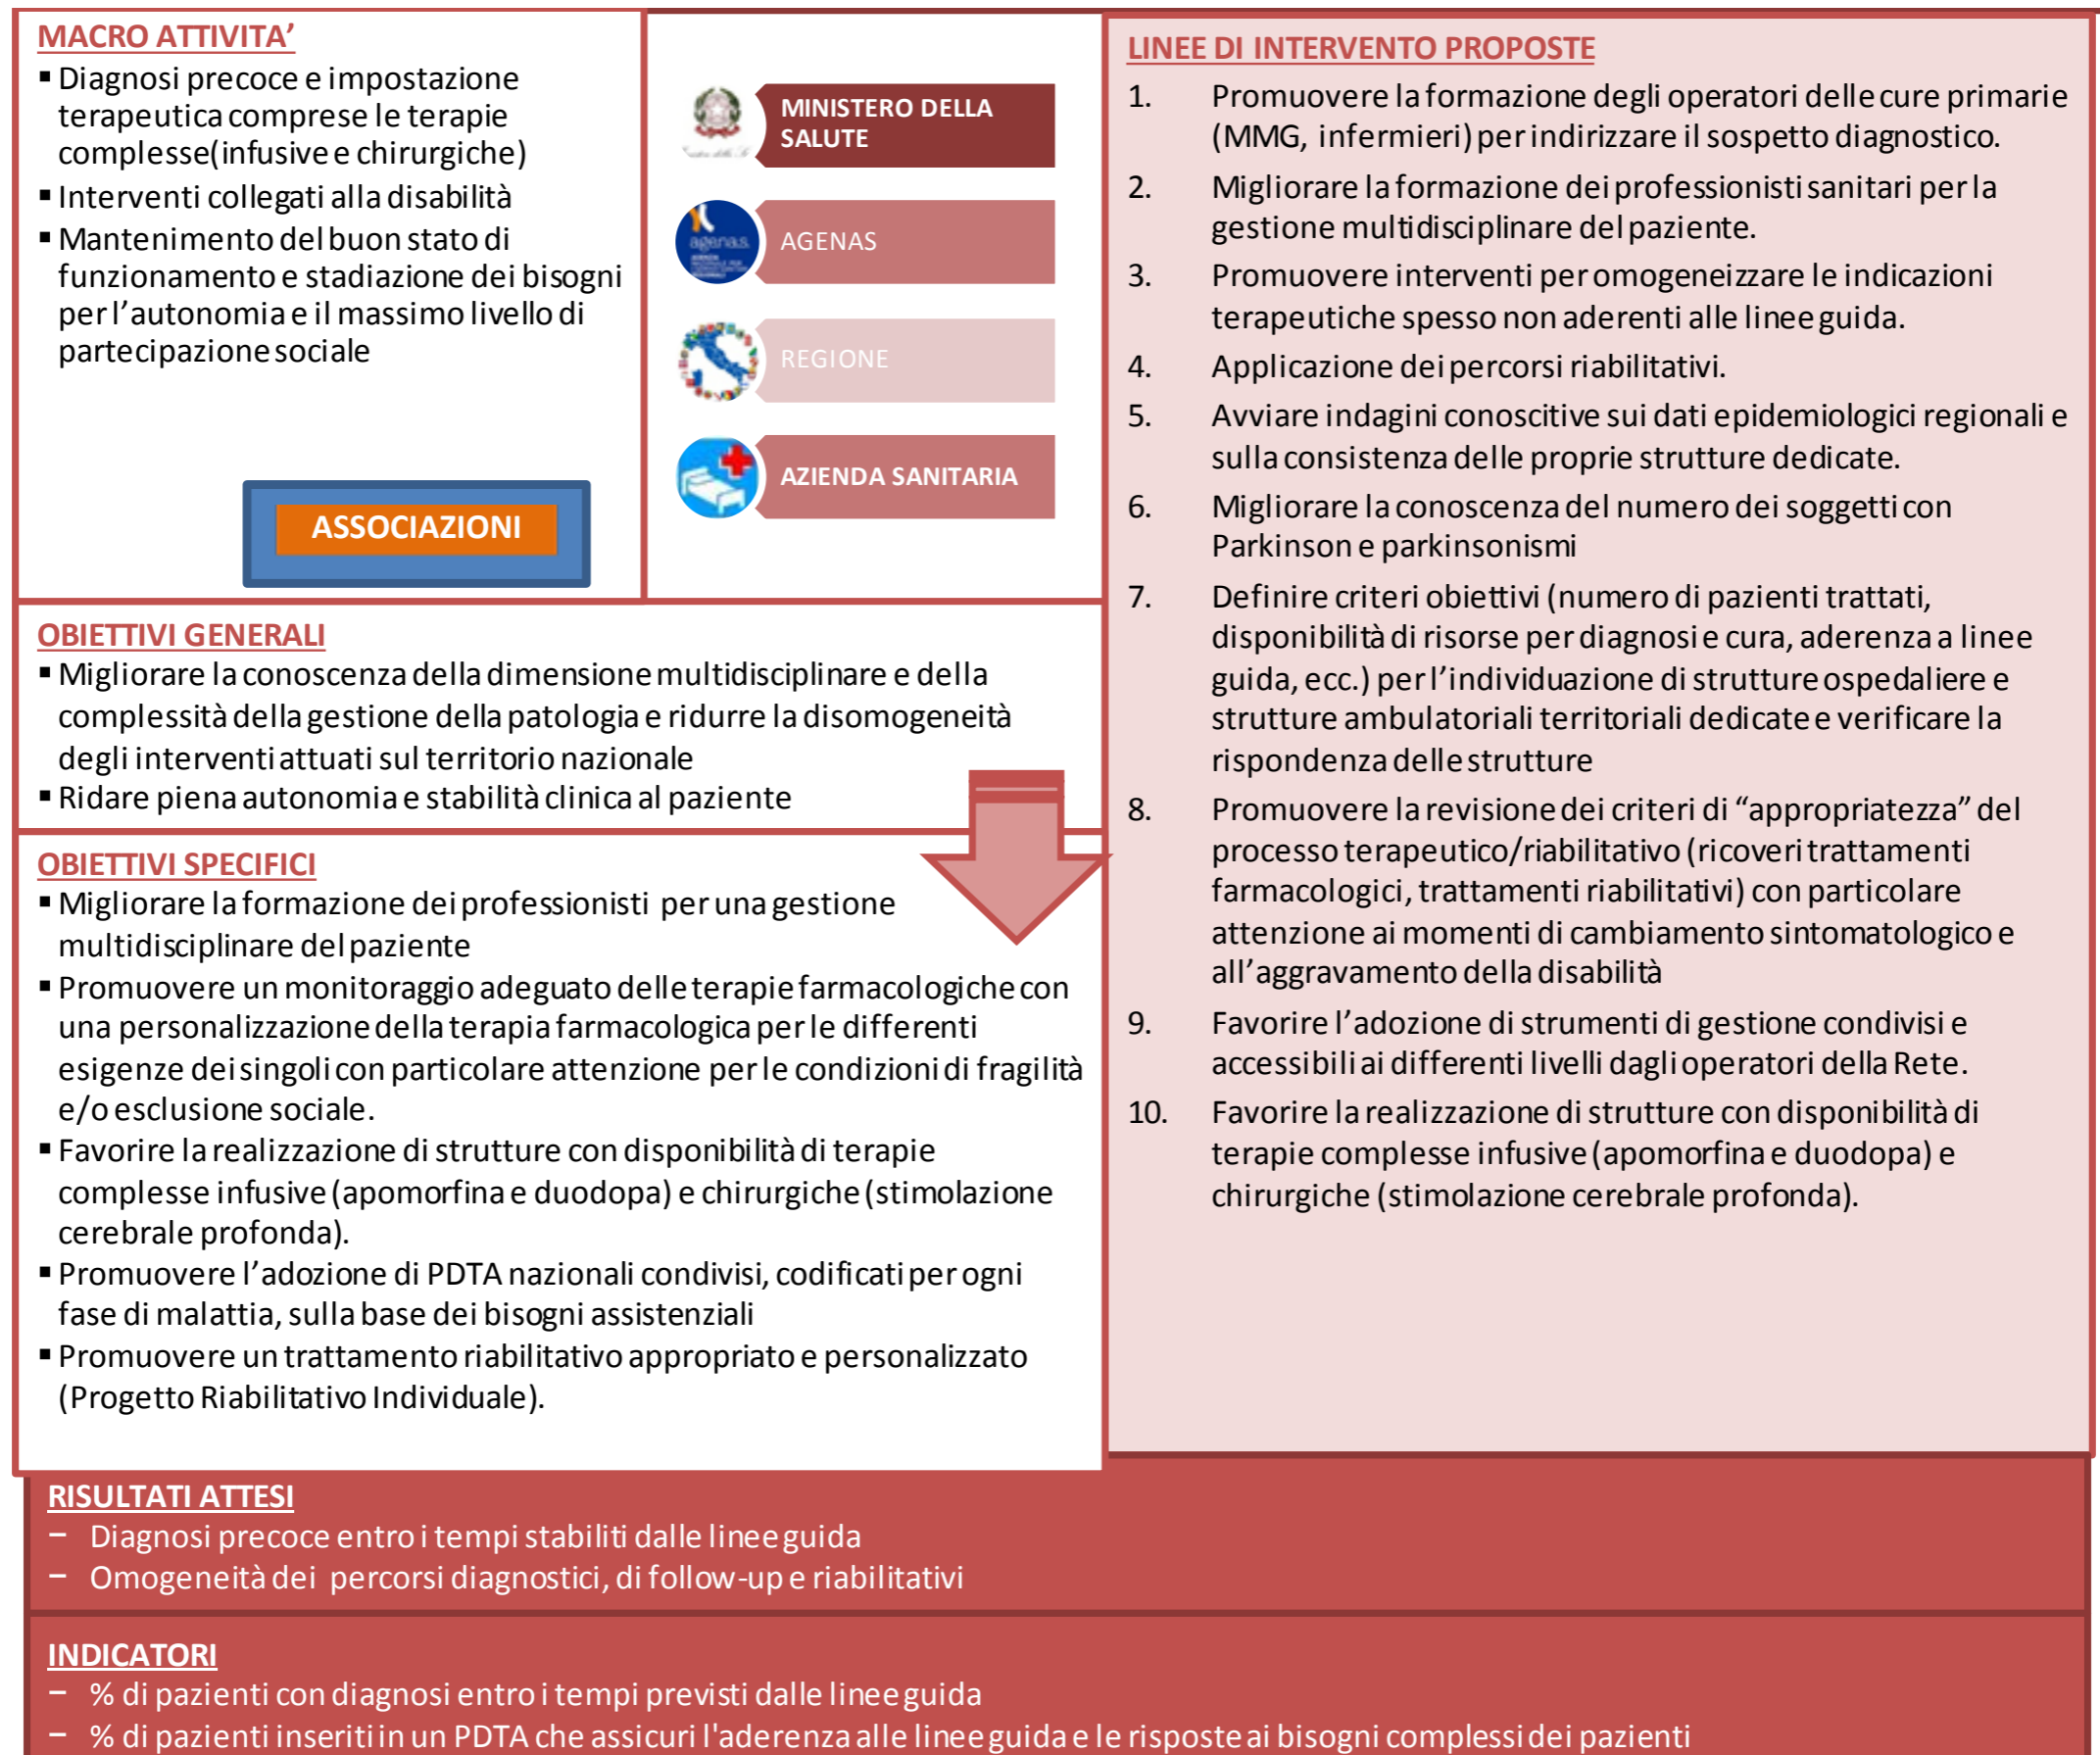 MACRO ATTIVITA’
▪ Diagnosi precoce e impostazione
terapeutica comprese le terapie
complesse(infusive e chirurgiche)
▪ Interventi collegati alla disabilità
▪ Mantenimento del buon stato di
funzionamento e stadiazione dei bisogni
per l’autonomia e il massimo livello di
partecipazione sociale
ASSOCIAZIONI
MINISTERO DELLA
SALUTE
agenas.
AGENAS
REGIONE
AZIENDA SANITARIA
OBIETTIVI GENERALI
▪ Migliorare la conoscenza della dimensione multidisciplinare e della
complessità della gestione della patologia e ridurre la disomogeneità
degli interventi attuati sul territorio nazionale
▪ Ridare piena autonomia e stabilità clinica al paziente
OBIETTIVI SPECIFICI
▪ Migliorare la formazione dei professionisti per una gestione
multidisciplinare del paziente
▪ Promuovere un monitoraggio adeguato delle terapie farmacologiche con
una personalizzazione della terapia farmacologica per le differenti
esigenze dei singoli con particolare attenzione per le condizioni di fragilità
e/o esclusione sociale.
▪ Favorire la realizzazione di strutture con disponibilità di terapie
complesse infusive (apomorfina e duodopa) e chirurgiche (stimolazione
cerebrale profonda).
▪ Promuovere l’adozione di PDTA nazionali condivisi, codificati per ogni
fase di malattia, sulla base dei bisogni assistenziali
▪ Promuovere un trattamento riabilitativo appropriato e personalizzato
(Progetto Riabilitativo Individuale).
LINEE DI INTERVENTO PROPOSTE
1. Promuovere la formazione degli operatori delle cure primarie
(MMG, infermieri) per indirizzare il sospetto diagnostico.
2. Migliorare la formazione dei professionisti sanitari per la
gestione multidisciplinare del paziente.
3. Promuovere interventi per omogeneizzare le indicazioni
terapeutiche spesso non aderenti alle linee guida.
4. Applicazione dei percorsi riabilitativi.
5. Avviare indagini conoscitive sui dati epidemiologici regionali e
sulla consistenza delle proprie strutture dedicate.
6. Migliorare la conoscenza del numero dei soggetti con
Parkinson e parkinsonismi
7. Definire criteri obiettivi (numero di pazienti trattati,
disponibilità di risorse per diagnosi e cura, aderenza a linee
guida, ecc.) per l’individuazione di strutture ospedaliere e
strutture ambulatoriali territoriali dedicate e verificare la
rispondenza delle strutture
8. Promuovere la revisione dei criteri di “appropriatezza” del
processo terapeutico/riabilitativo (ricoveri trattamenti
farmacologici, trattamenti riabilitativi) con particolare
attenzione ai momenti di cambiamento sintomatologico e
all’aggravamento della disabilità
9. Favorire l’adozione di strumenti di gestione condivisi e
accessibili ai differenti livelli dagli operatori della Rete.
10. Favorire la realizzazione di strutture con disponibilità di
terapie complesse infusive (apomorfina e duodopa) e
chirurgiche (stimolazione cerebrale profonda).
RISULTATI ATTESI
– Diagnosi precoce entro i tempi stabiliti dalle linee guida
– Omogeneità dei percorsi diagnostici, di follow-up e riabilitativi
INDICATORI
– % di pazienti con diagnosi entro i tempi previsti dalle linee guida
– % di pazienti inseriti in un PDTA che assicuri l'aderenza alle linee guida e le risposte ai bisogni complessi dei pazienti